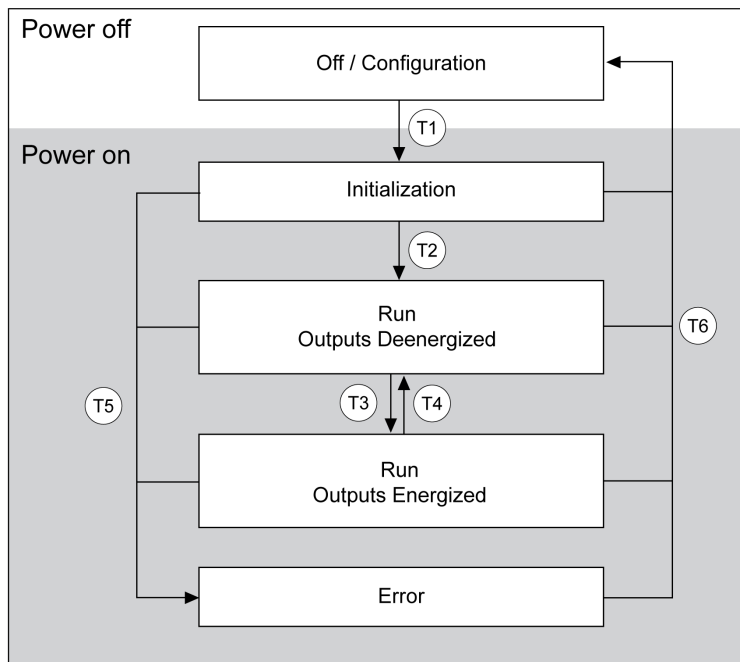 Power off
Off / Configuration
T1
Power on
Initialization
T2
Run
Outputs Deenergized
T6
T3
T4
T5
Run
Outputs Energized
Error